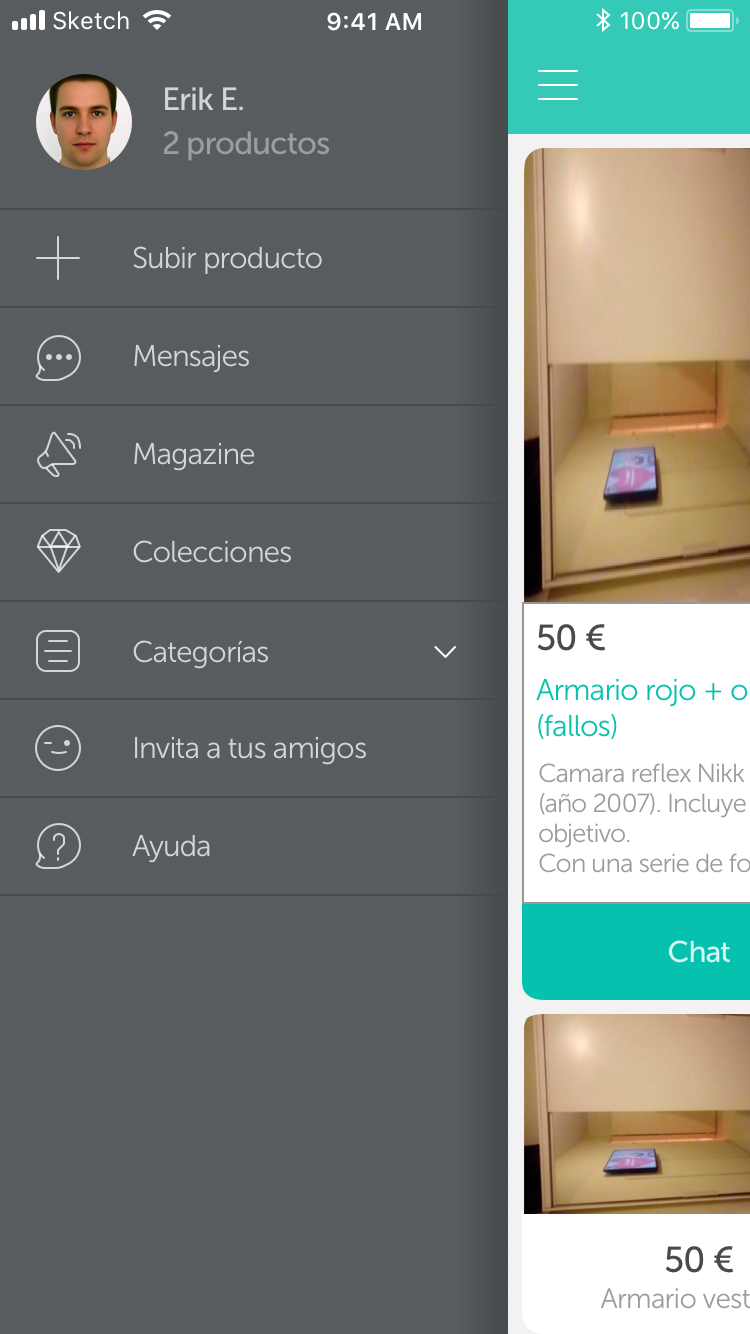 Sketch 9:41 AM 100%
Erik E.
2 productos
Subir producto
Mensajes
Magazine
Colecciones
Categorías
Invita a tus amigos
Ayuda
50 €
Armario rojo + o
(fallos)
Camara reflex Nikk
(año 2007). Incluye
objetivo.
Con una serie de fo
Chat
50 €
Armario vest